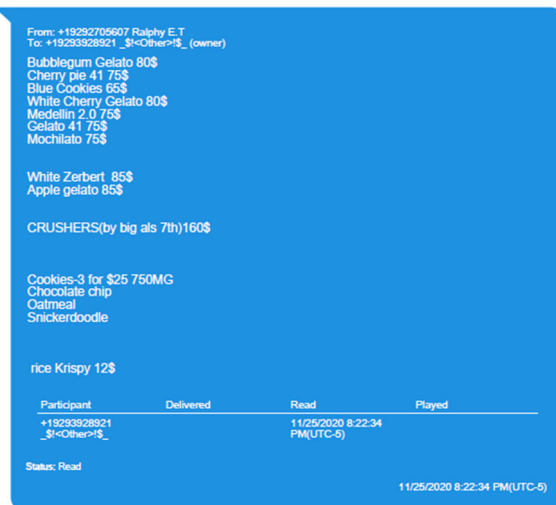 From: +19292705607 Ralphy E.T
To: +19293928921 _$!<Other>!$_ (owner)
Bubblegum Gelato 80$
Cherry pie 41 75$
Blue Cookies 65$
White Cherry Gelato 80$
Medellin 2.0 75$
Gelato 41 75$
Mochilato 75$
White Zerbert 85$
Apple gelato 85$
CRUSHERS(by big als 7th)160$
Cookies-3 for $25 750MG
Chocolate chip
Oatmeal
Snickerdoodle
rice Krispy 12$
Participant Delivered Read Played
+19293928921 11/25/2020 8:22:34
_$!<Other>!$_ PM(UTC-5)
Status: Read
11/25/2020 8:22:34 PM(UTC-5)